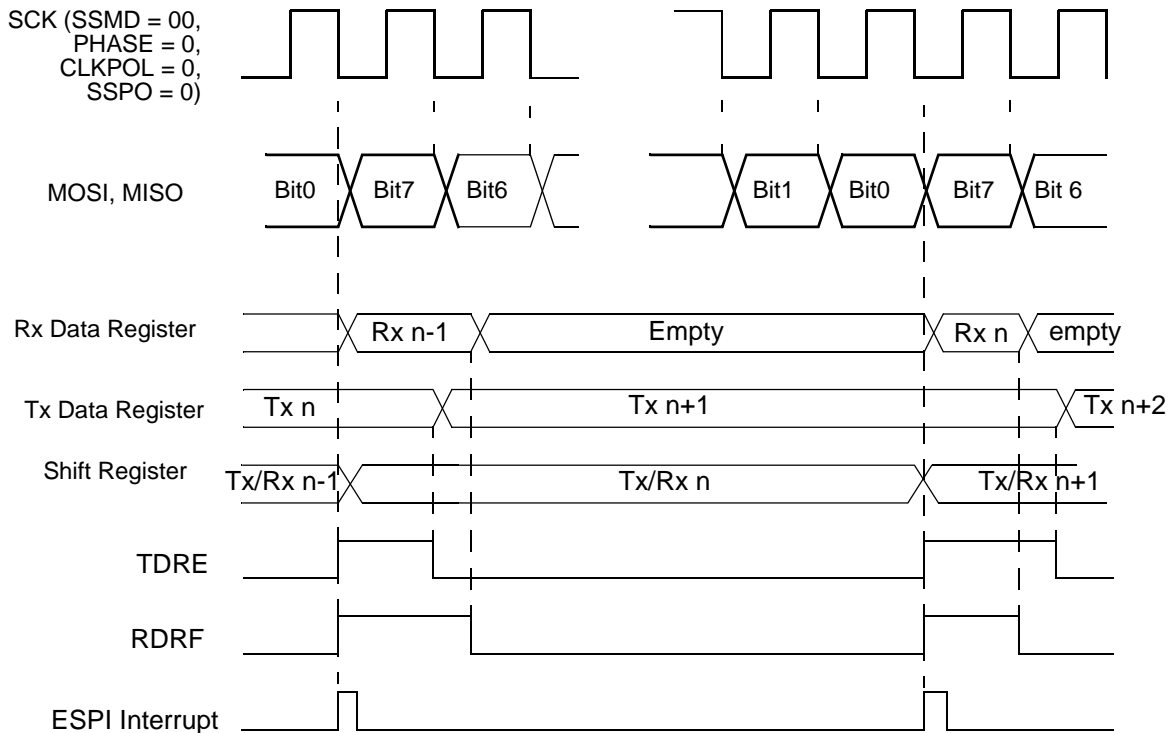 SCK (SSMD = 00,
PHASE = 0,
CLKPOL = 0,
SSPO = 0)
MOSI, MISO
Bit0
Bit7
Bit6
Bit1
Bit0
Bit7
Bit 6
Rx Data Register
Rx n-1
Empty
Rx n
empty
Tx Data Register
Tx n
Tx n+1
Tx n+2
Shift Register
Tx/Rx n-1
Tx/Rx n
Tx/Rx n+1
TDRE
RDRF
ESPI Interrupt